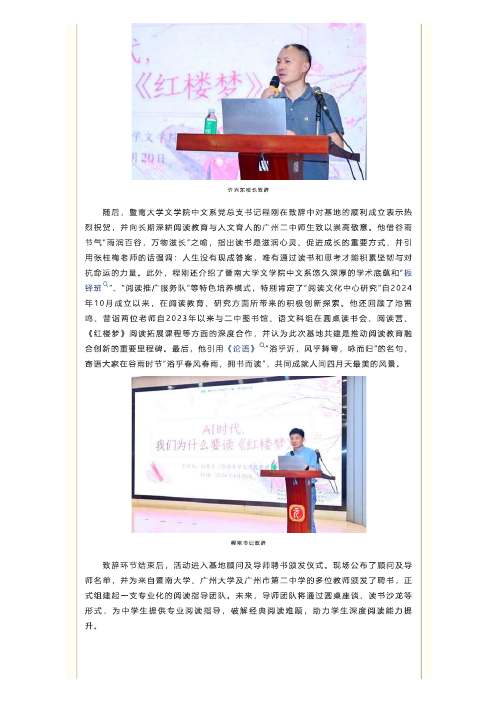 代，
《红楼梦》
许兴东校长致辞
随后，暨南大学文学院中文系党总支书记程刚在致辞中对基地的顺利成立表示热
烈祝贺，并向长期深耕阅读教育与人文育人的广州二中师生致以崇高敬意。他借谷雨
节气“雨润百谷，万物滋长”之喻，指出读书是滋润心灵、促进成长的重要方式，并引
用张桂梅老师的话强调：人生没有现成答案，唯有通过读书和思考才能积累坚韧与对
抗命运的力量。此外，程刚还介绍了暨南大学文学院中文系悠久深厚的学术底蕴和“振
铎班”、“阅读推广服务队”等特色培养模式，特别肯定了“阅读文化中心研究”自2024
年10月成立以来，在阅读教育、研究方面所带来的积极创新探索。他还回顾了池雷
鸣、昔诣两位老师自2023年以来与二中图书馆、语文科组在圆桌读书会、阅读营、
《红楼梦》阅读拓展课程等方面的深度合作，并认为此次基地共建是推动阅读教育融
合创新的重要里程碑。最后，他引用《论语》“浴乎沂，风乎舞雩，咏而归”的名句，
寄语大家在谷雨时节“浴乎春风春雨，拥书而读”，共同成就人间四月天最美的风景。
AI时代，
我们为什么要读《红楼梦
程刚书记致辞
致辞环节结束后，活动进入基地顾问及导师聘书颁发仪式。现场公布了顾问及导
师名单，并为来自暨南大学、广州大学及广州市第二中学的多位教师颁发了聘书，正
式组建起一支专业化的阅读指导团队。未来，导师团队将通过圆桌座谈、读书沙龙等
形式，为中学生提供专业阅读指导，破解经典阅读难题，助力学生深度阅读能力提
升。